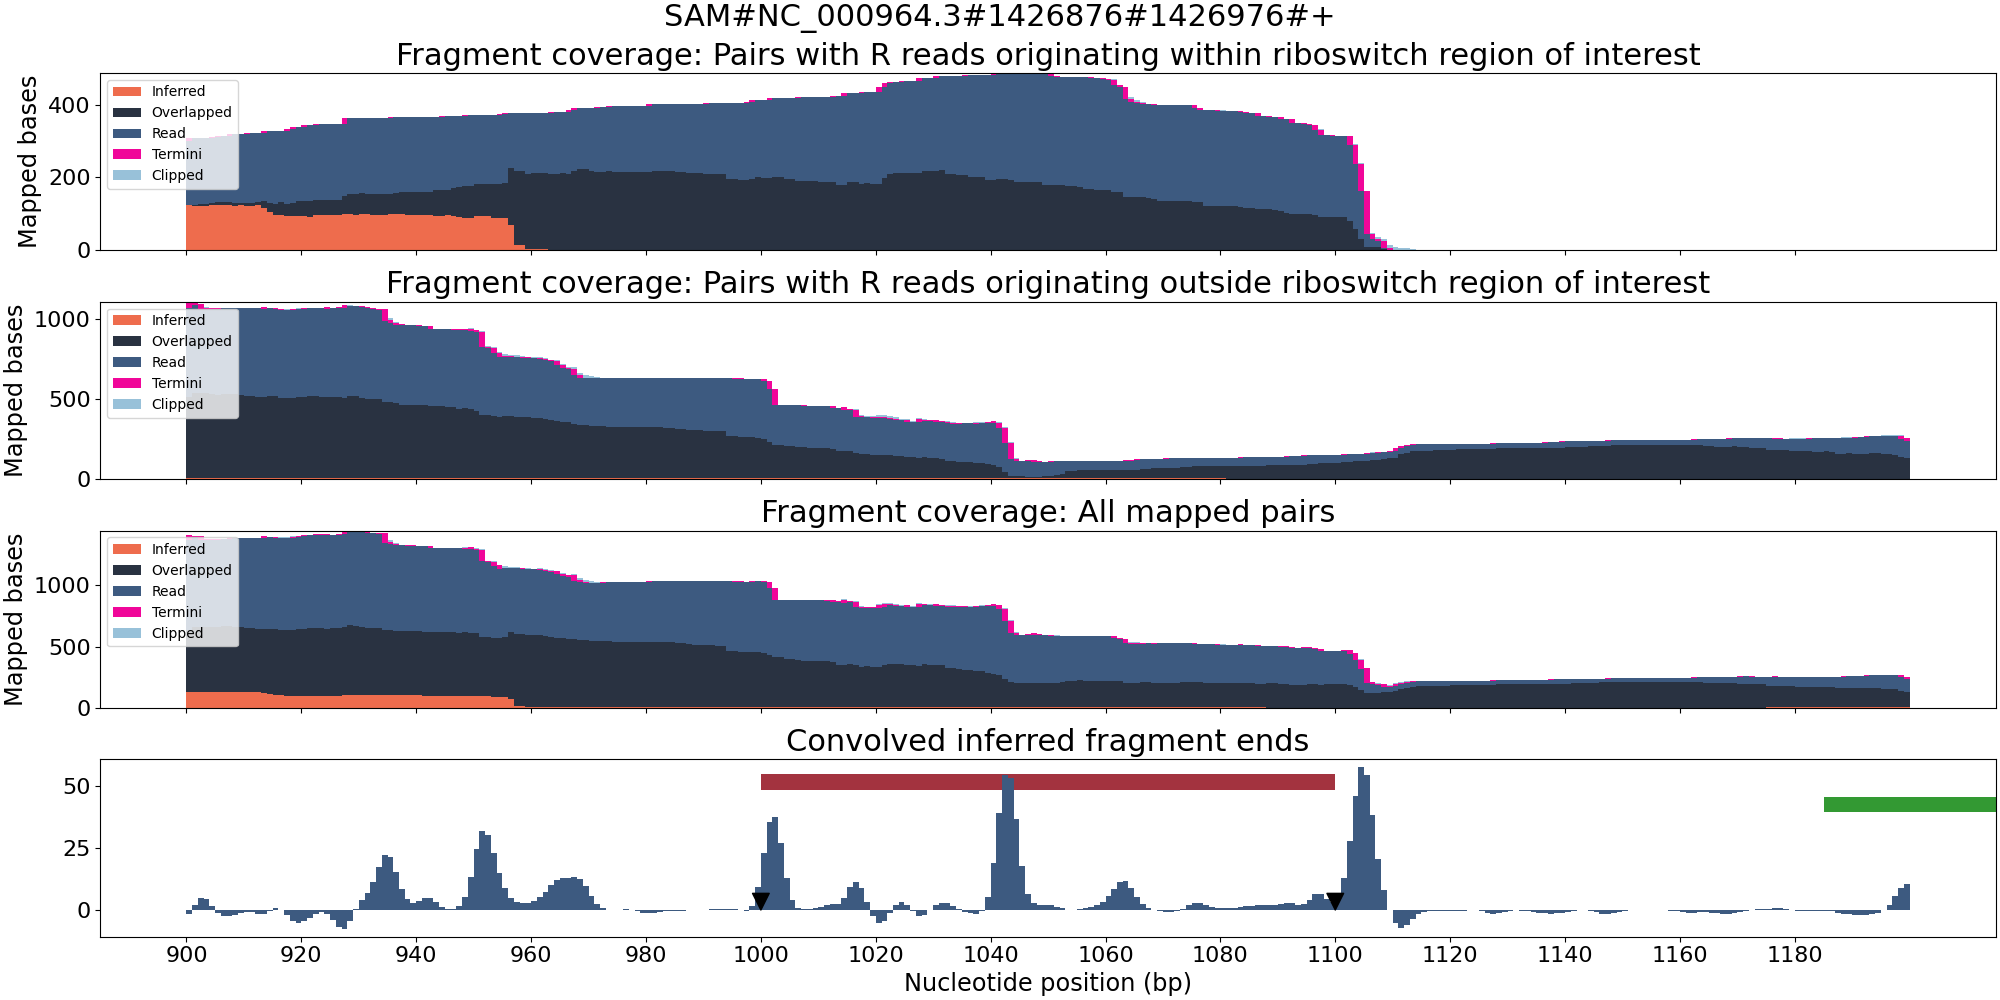 SAM#NC_000964.3#1426876#1426976#+
Fragment coverage: Pairs with R reads originating within riboswitch region of interest
Mapped bases
400
200
0
Inferred
Overlapped
Read
Termini
Clipped
Fragment coverage: Pairs with R reads originating outside riboswitch region of interest
Mapped bases
1000
500
0
Inferred
Overlapped
Read
Termini
Clipped
Fragment coverage: All mapped pairs
Mapped bases
1000
500
0
Inferred
Overlapped
Read
Termini
Clipped
Convolved inferred fragment ends
50
25
0
900 920 940 960 980 1000 1020 1040 1060 1080 1100 1120 1140 1160 1180
Nucleotide position (bp)